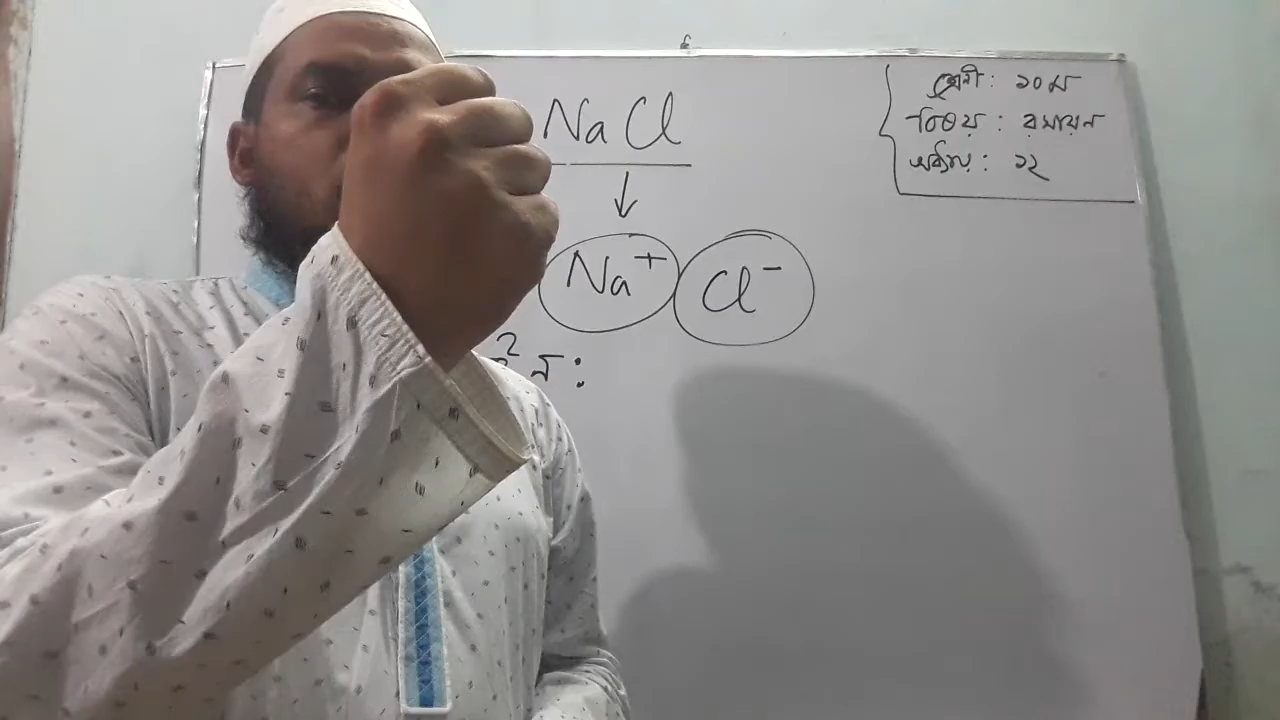 NaCl
↓
Na⁺ Cl⁻
শ্রেণী : ১০ম
বিষয় : রসায়ন
অধ্যায় : ১২